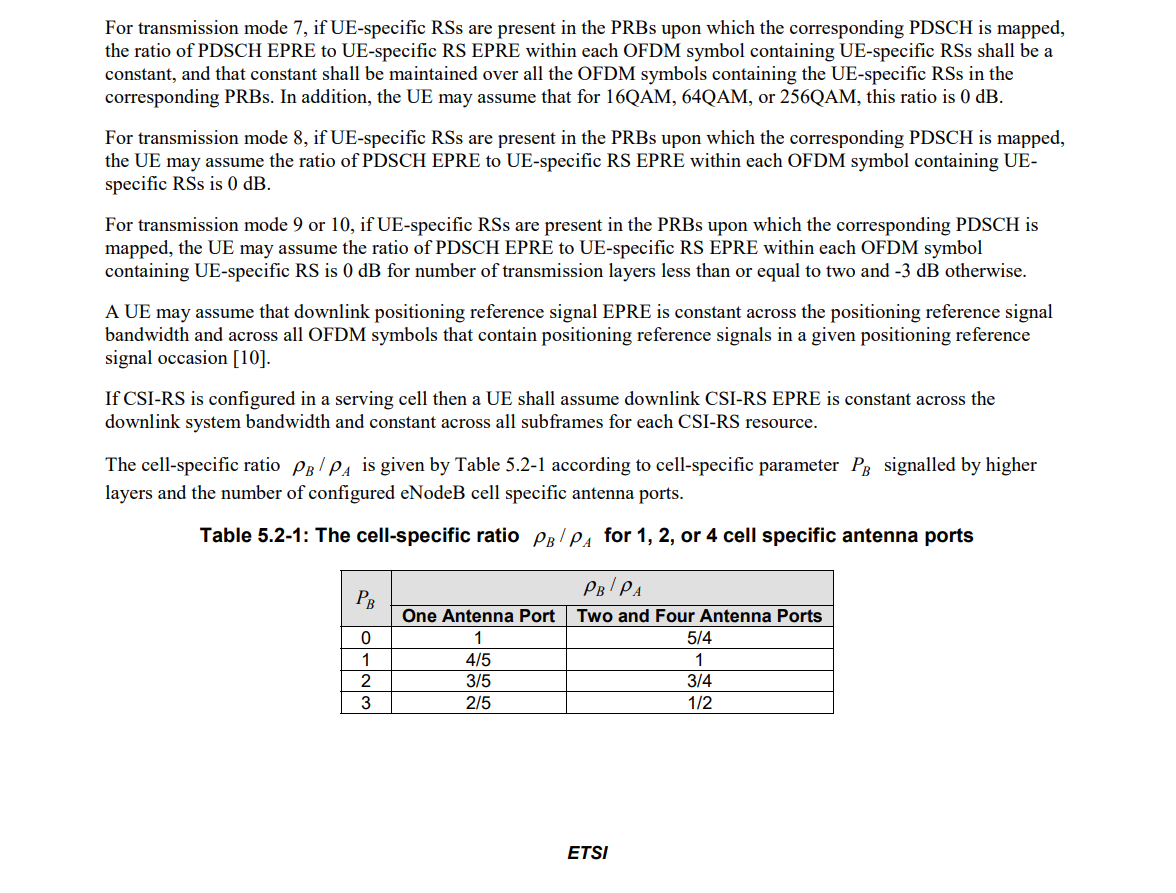 For transmission mode 7, if UE-specific RSs are present in the PRBs upon which the corresponding PDSCH is mapped,
the ratio of PDSCH EPRE to UE-specific RS EPRE within each OFDM symbol containing UE-specific RSs shall be a
constant, and that constant shall be maintained over all the OFDM symbols containing the UE-specific RSs in the
corresponding PRBs. In addition, the UE may assume that for 16QAM, 64QAM, or 256QAM, this ratio is 0 dB.
For transmission mode 8, if UE-specific RSs are present in the PRBs upon which the corresponding PDSCH is mapped,
the UE may assume the ratio of PDSCH EPRE to UE-specific RS EPRE within each OFDM symbol containing UE-
specific RSs is 0 dB.
For transmission mode 9 or 10, if UE-specific RSs are present in the PRBs upon which the corresponding PDSCH is
mapped, the UE may assume the ratio of PDSCH EPRE to UE-specific RS EPRE within each OFDM symbol
containing UE-specific RS is 0 dB for number of transmission layers less than or equal to two and -3 dB otherwise.
A UE may assume that downlink positioning reference signal EPRE is constant across the positioning reference signal
bandwidth and across all OFDM symbols that contain positioning reference signals in a given positioning reference
signal occasion [10].
If CSI-RS is configured in a serving cell then a UE shall assume downlink CSI-RS EPRE is constant across the
downlink system bandwidth and constant across all subframes for each CSI-RS resource.
The cell-specific ratio ρB / ρA is given by Table 5.2-1 according to cell-specific parameter PB signalled by higher
layers and the number of configured eNodeB cell specific antenna ports.
Table 5.2-1: The cell-specific ratio ρB / ρA for 1, 2, or 4 cell specific antenna ports
PB ρB / ρA
One Antenna Port Two and Four Antenna Ports
0 1 5/4
1 4/5 1
2 3/5 3/4
3 2/5 1/2
ETSI